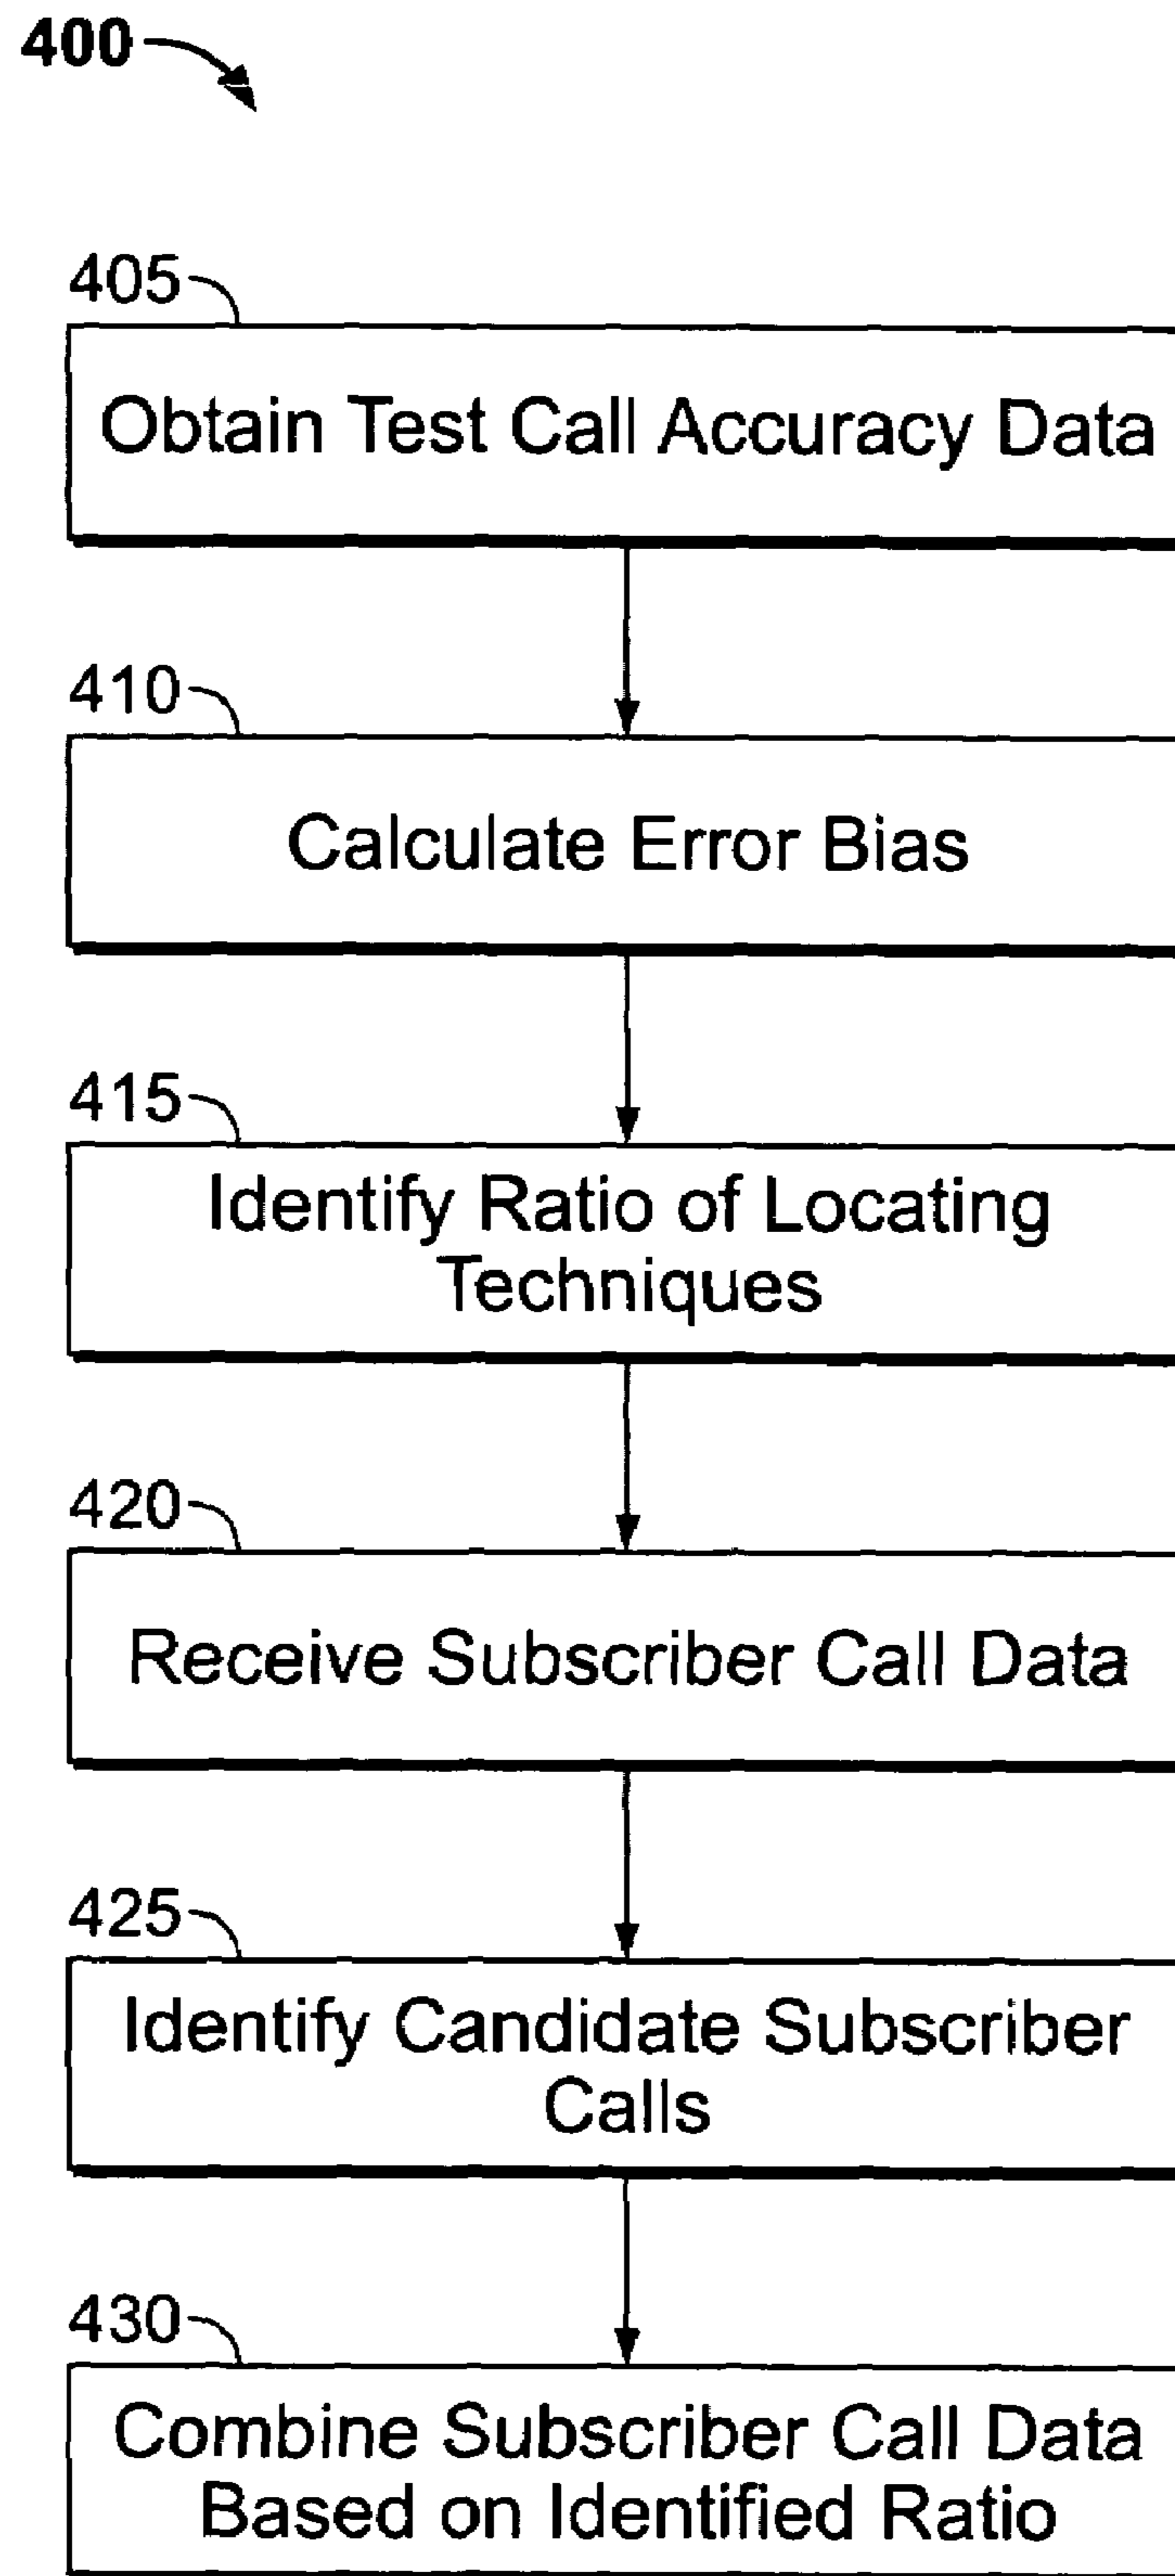 400
405
Obtain Test Call Accuracy Data
410
Calculate Error Bias
415
Identify Ratio of Locating
Techniques
420
Receive Subscriber Call Data
425
Identify Candidate Subscriber
Calls
430
Combine Subscriber Call Data
Based on Identified Ratio